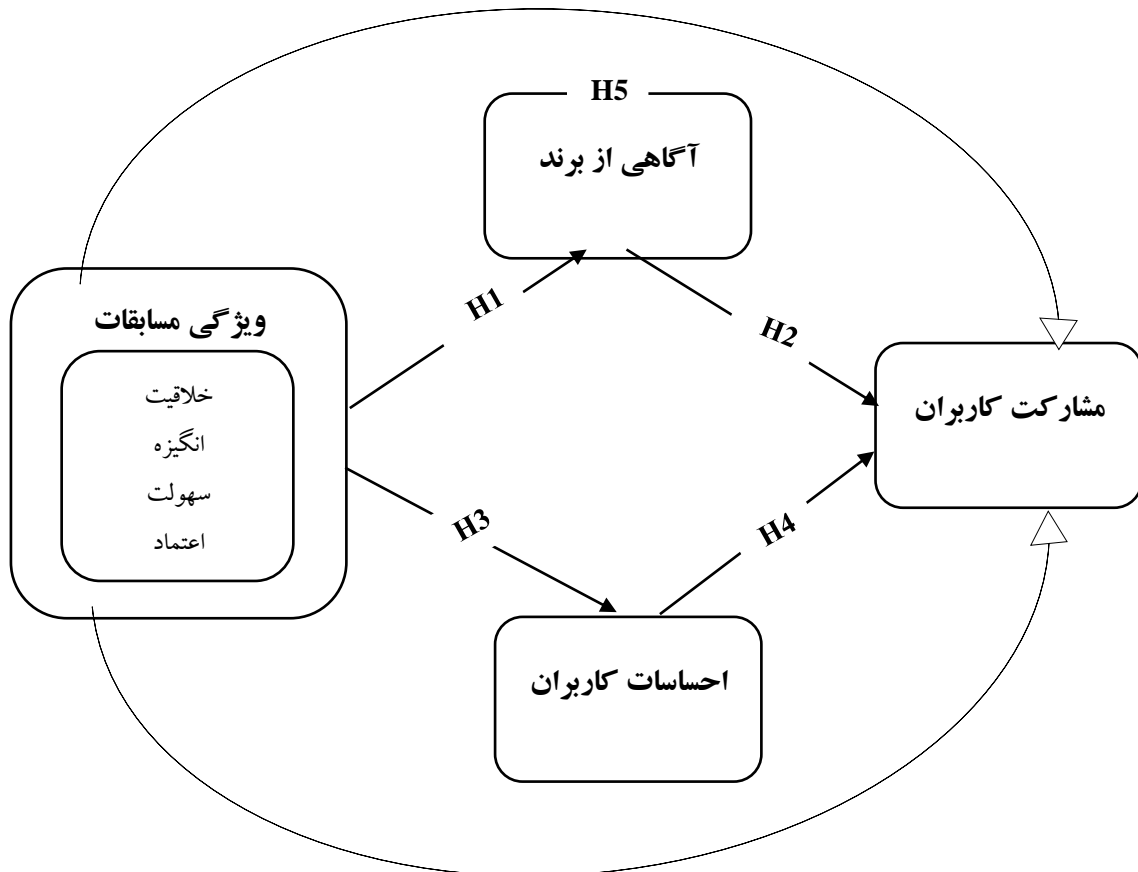 H5
آگاهی از برند
H1
H2
ویژگی مسابقات
خلاقیت
انگیزه
سهولت
اعتماد
مشارکت کاربران
H3
H4
احساسات کاربران